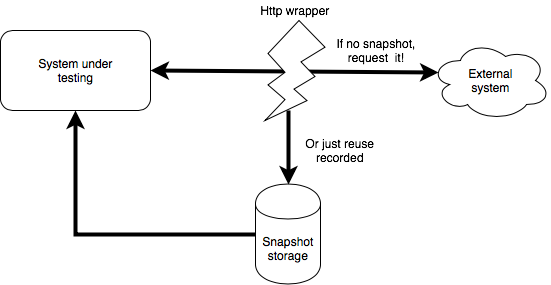 Http wrapper
System under
testing
If no snapshot,
request  it!
External
system
Or just reuse
recorded
Snapshot
storage